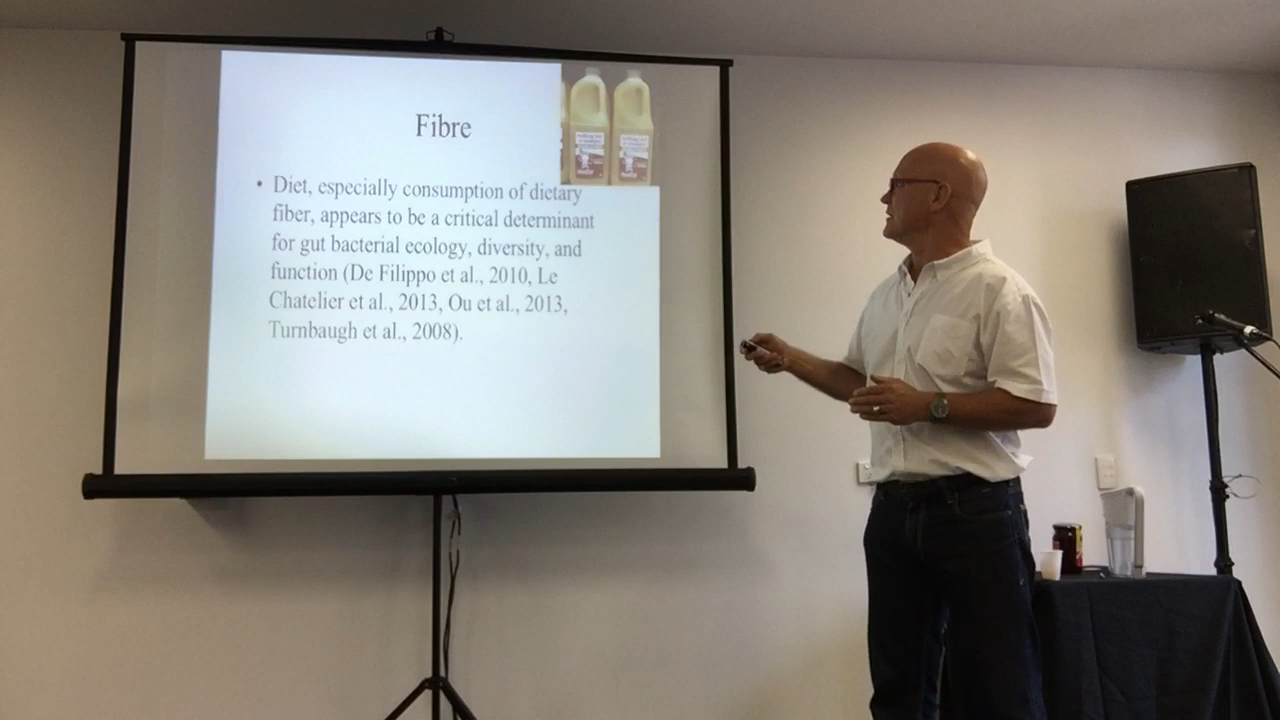 Fibre
• Diet, especially consumption of dietary
fiber, appears to be a critical determinant
for gut bacterial ecology, diversity, and
function (De Filippo et al., 2010, Le
Chatelier et al., 2013, Ou et al., 2013,
Turnbaugh et al., 2008).